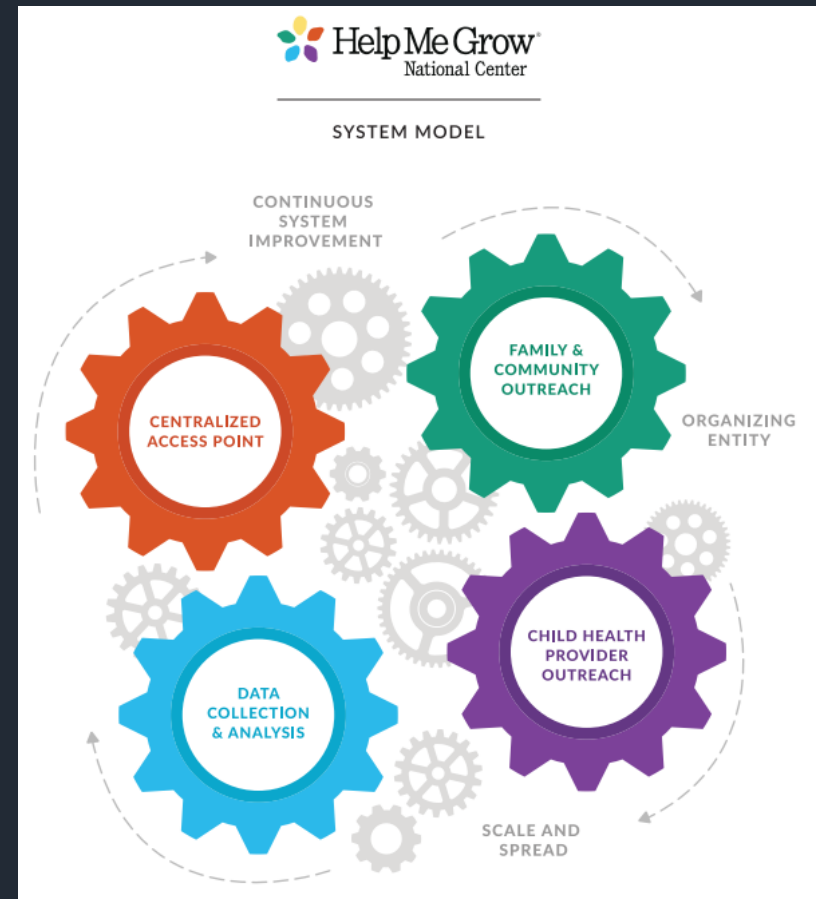 Help Me Grow®
National Center
SYSTEM MODEL
CONTINUOUS
SYSTEM
IMPROVEMENT
FAMILY &
COMMUNITY
OUTREACH
CENTRALIZED
ACCESS POINT
ORGANIZING
ENTITY
CHILD HEALTH
PROVIDER
OUTREACH
DATA
COLLECTION
& ANALYSIS
SCALE AND
SPREAD